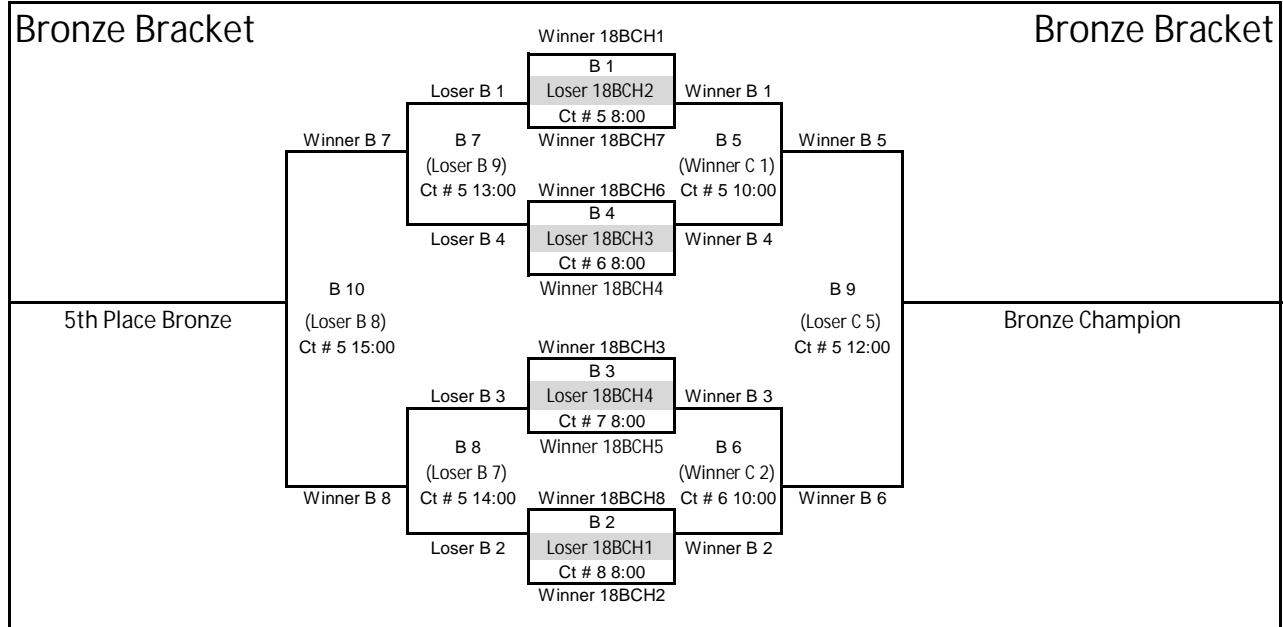 Bronze Bracket
Bronze Bracket
Winner 18BCH1
B 1
Loser B 1
Loser 18BCH2
Winner B 1
Ct # 5 8:00
Winner B 7
B 7
Winner 18BCH7
B 5
Winner B 5
(Loser B 9)
(Winner C 1)
Ct # 5 13:00
Winner 18BCH6
Ct # 5 10:00
B 4
Loser B 4
Loser 18BCH3
Winner B 4
Ct # 6 8:00
B 10
Winner 18BCH4
B 9
5th Place Bronze
(Loser B 8)
(Loser C 5)
Bronze Champion
Ct # 5 15:00
Winner 18BCH3
Ct # 5 12:00
B 3
Loser B 3
Loser 18BCH4
Winner B 3
Ct # 7 8:00
B 8
Winner 18BCH5
B 6
(Loser B 7)
(Winner C 2)
Winner B 8
Ct # 5 14:00
Winner 18BCH8
Ct # 6 10:00
Winner B 6
B 2
Loser B 2
Loser 18BCH1
Winner B 2
Ct # 8 8:00
Winner 18BCH2